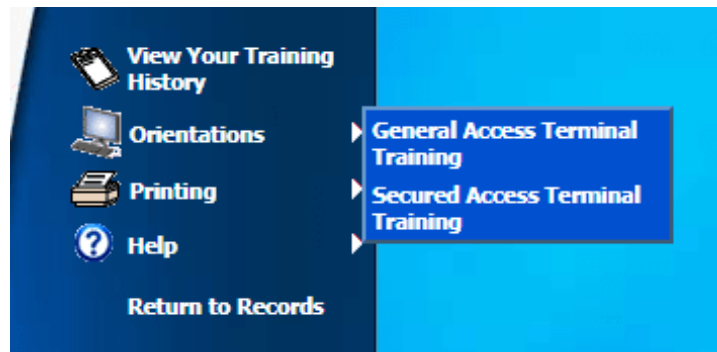 View Your Training
History
Orientations
Printing
?
Help
Return to Records
General Access Terminal
Training
Secured Access Terminal
Training